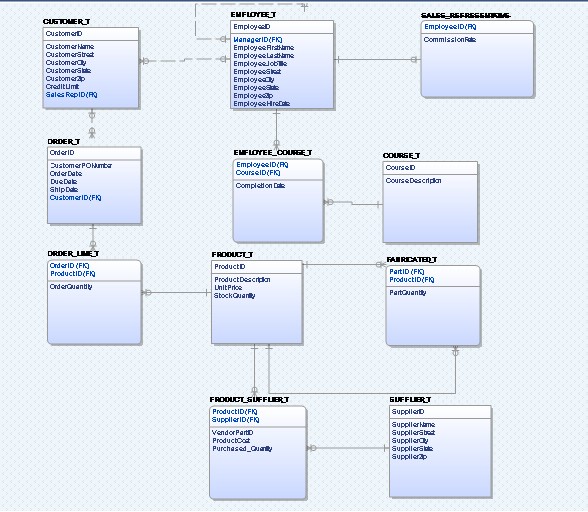 CUSTOMER_T
CustomerID
CustomerName
CustomerStreet
CustomerCity
CustomerState
CustomerZip
CreditLimit
SalesRepID (FK)
EMPLOYEE_T
EmployeeID
ManagerID (FK)
EmployeeFirstName
EmployeeLastName
EmployeeJobTitle
EmployeeStreet
EmployeeCity
EmployeeState
EmployeeZip
EmployeeHireDate
EmployeeID (FK)
CommissionRate
ORDER_T
OrderID
CustomerPONumber
OrderDate
DueDate
ShipDate
CustomerID (FK)
EMPLOYEE_COURSE_T
EmployeeID (FK)
CourseID (FK)
CompletionDate
COURSE_T
CourseID
CourseDescription
ORDER_LINE_T
OrderID (FK)
ProductID (FK)
OrderQuantity
PRODUCT_T
ProductID
ProductDescription
UnitPrice
StockQuantity
FABRICATED_T
PartID (FK)
ProductID (FK)
PartQuantity
PRODUCT_SUPPLIER_T
ProductID (FK)
SupplierID (FK)
VendorPartID
ProductCost
Purchased_Quantity
SUPPLIER_T
SupplierID
SupplierName
SupplierStreet
SupplierCity
SupplierState
SupplierZip